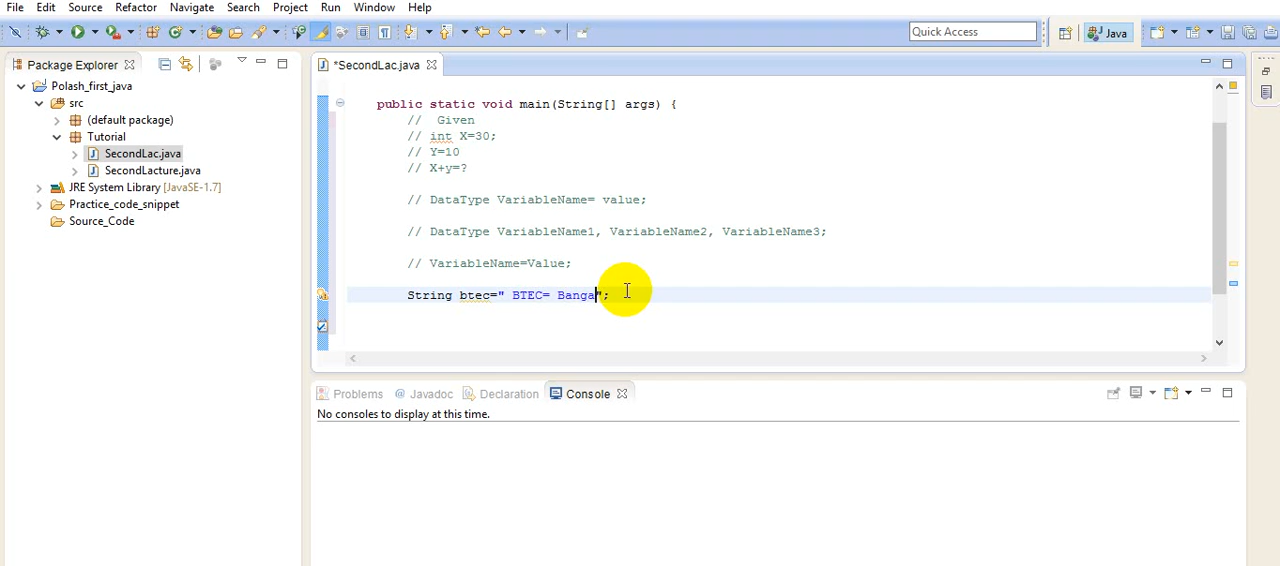 File Edit Source Refactor Navigate Search Project Run Window Help
Quick Access
Java
Package Explorer
*SecondLac.java
Polash_first_java
src
(default package)
Tutorial
SecondLac.java
SecondLacture.java
JRE System Library [JavaSE-1.7]
Practice_code_snippet
Source_Code
public static void main(String[] args) {
// Given
// int X=30;
// Y=10
// X+y=?
// DataType VariableName= value;
// DataType VariableName1, VariableName2, VariableName3;
// VariableName=Value;
String btec=" BTEC= Banga";
Problems @ Javadoc Declaration Console
No consoles to display at this time.